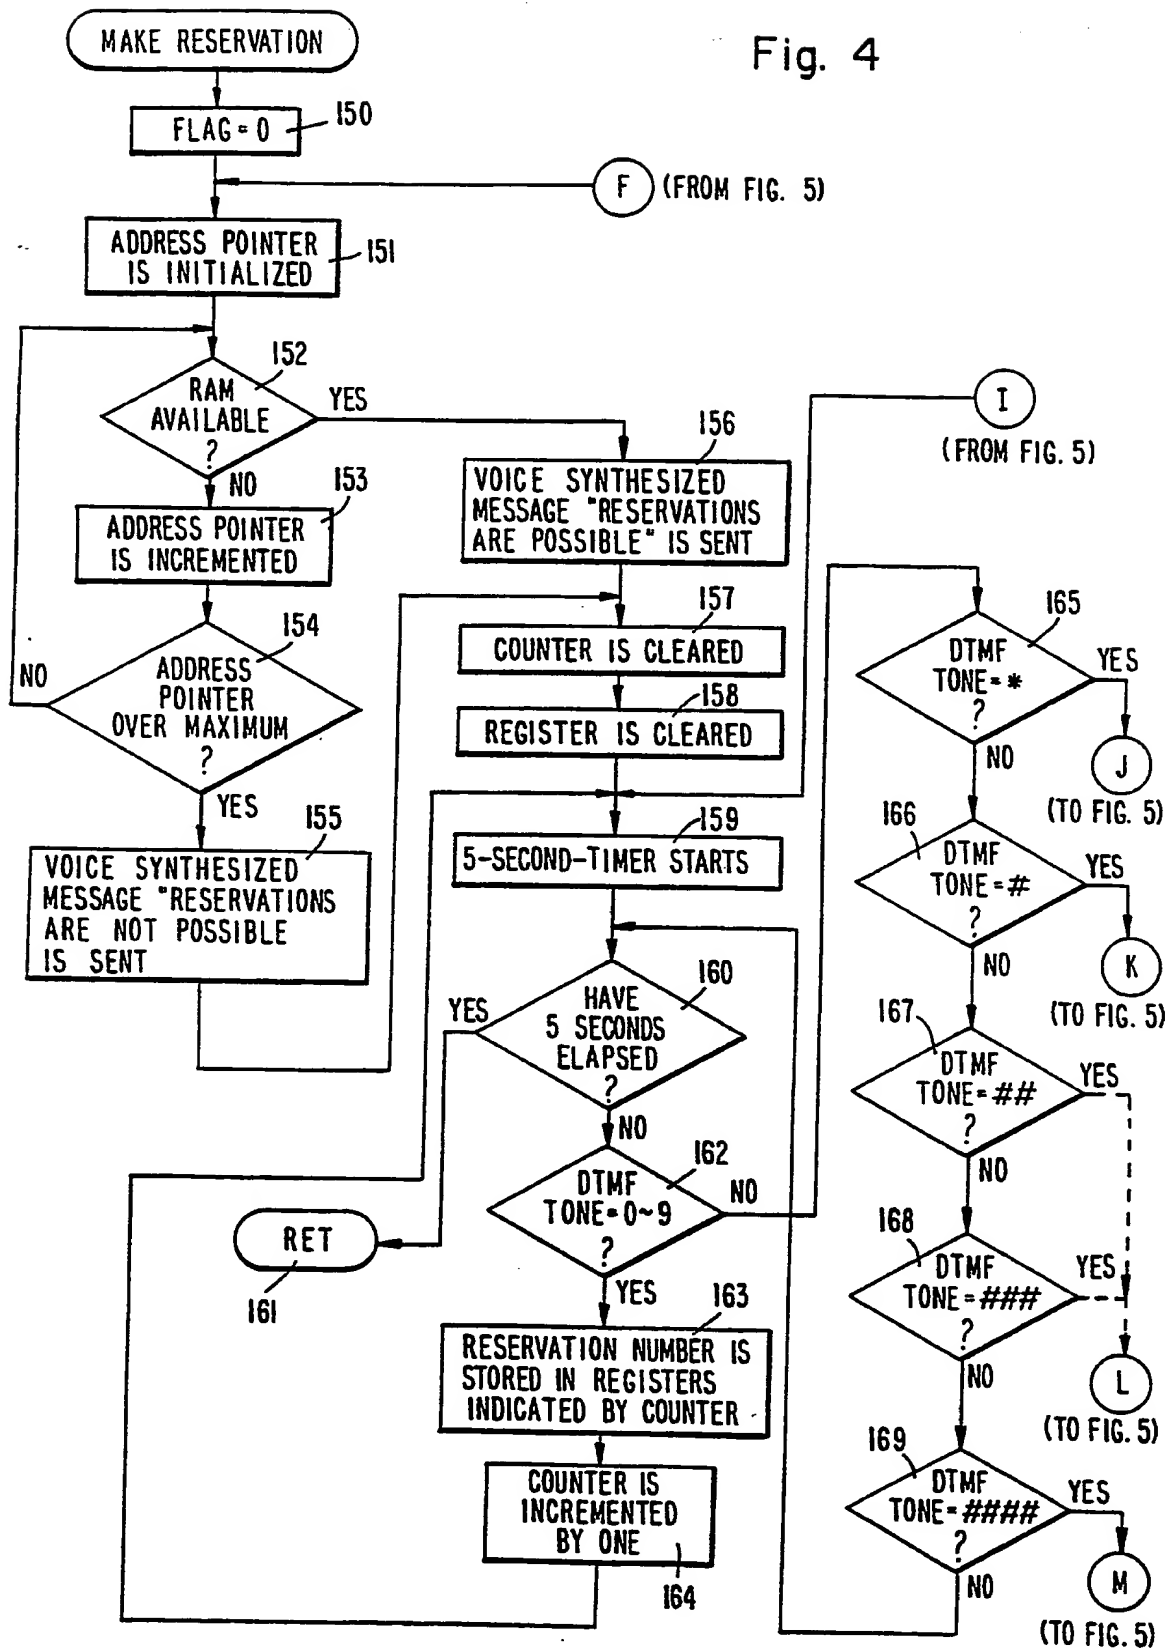 Fig. 4
MAKE RESERVATION
FLAG = 0
150
F
(FROM FIG. 5)
ADDRESS POINTER
IS INITIALIZED
151
RAM
AVAILABLE
?
152
YES
NO
ADDRESS POINTER
IS INCREMENTED
153
ADDRESS
POINTER
OVER MAXIMUM
?
154
NO
YES
VOICE SYNTHESIZED
MESSAGE "RESERVATIONS
ARE NOT POSSIBLE
IS SENT
155
VOICE SYNTHESIZED
MESSAGE "RESERVATIONS
ARE POSSIBLE" IS SENT
156
COUNTER IS CLEARED
157
REGISTER IS CLEARED
158
I
(FROM FIG. 5)
5-SECOND-TIMER STARTS
159
HAVE
5 SECONDS
ELAPSED
?
160
YES
NO
RET
161
DTMF
TONE=0~9
?
162
NO
YES
RESERVATION NUMBER IS
STORED IN REGISTERS
INDICATED BY COUNTER
163
COUNTER IS
INCREMENTED
BY ONE
164
DTMF
TONE=*
?
165
YES
NO
J
(TO FIG. 5)
DTMF
TONE=#
?
166
YES
NO
K
(TO FIG. 5)
DTMF
TONE=##
?
167
YES
NO
DTMF
TONE=###
?
168
YES
NO
L
(TO FIG. 5)
DTMF
TONE=####
?
169
YES
NO
M
(TO FIG. 5)